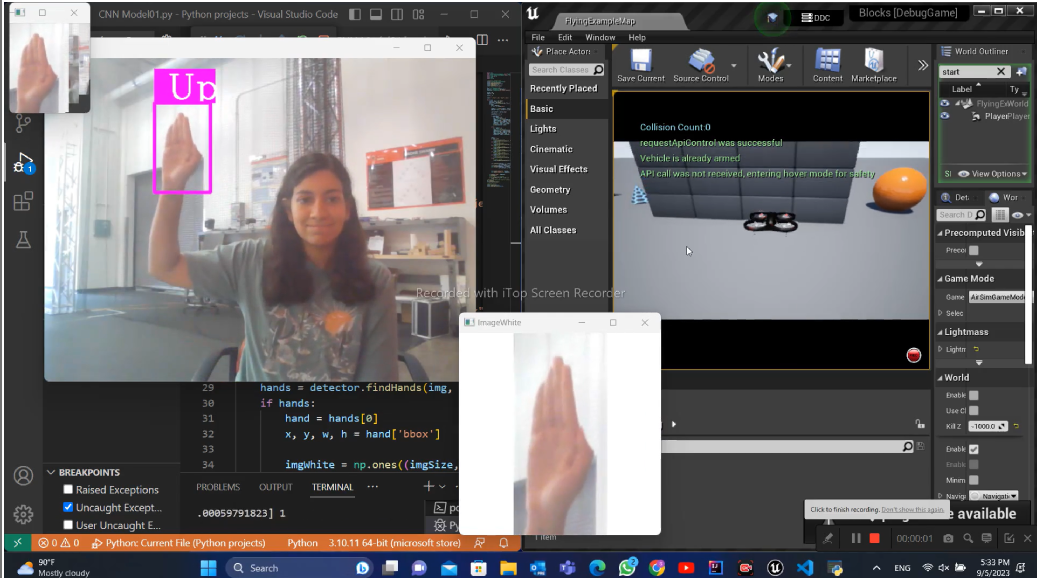 CNN Model01.py - Python projects - Visual Studio Code
Up
29 hands = detector.findHands(img,
30 if hands:
31 hand = hands[0]
32 x, y, w, h = hand['bbox']
33
34 imgWhite = np.ones((imgSize,
BREAKPOINTS
Raised Exceptions
Uncaught Except...
User Uncaught E...
PROBLEMS OUTPUT TERMINAL ...
.00059791823] 1
1
0 0 Python: Current File (Python projects) Python 3.10.11 64-bit (microsoft store)
Recorded with iTop Screen Recorder
ImageWhite
FlyingExampleMap
DDC
Blocks [DebugGame]
File Edit Window Help
Place Actors
Search Classes
Recently Placed
Basic
Lights
Cinematic
Visual Effects
Geometry
Volumes
All Classes
Save Current Source Control Modes Content Marketplace
Collision Count:0
requestApiControl was successful
Vehicle is already armed
API call was not received, entering hover mode for safety
World Outliner
start
Label Ty
FlyingExWorld
PlayerPlayer
View Options
Det. Wor
Search D
Precomputed Visib
Preco
Game Mode
Game AirSimGameMode
Selec
Lightmass
Lightm
World
Enable
Use Cl
Kill Z -1000.0
Enable
Enable
Minim
Naviga Navigati
1 item
Click to finish recording. Don't show this again.
available
00:00:01
90°F
Mostly cloudy
Search
ENG
5:33 PM
9/5/2023